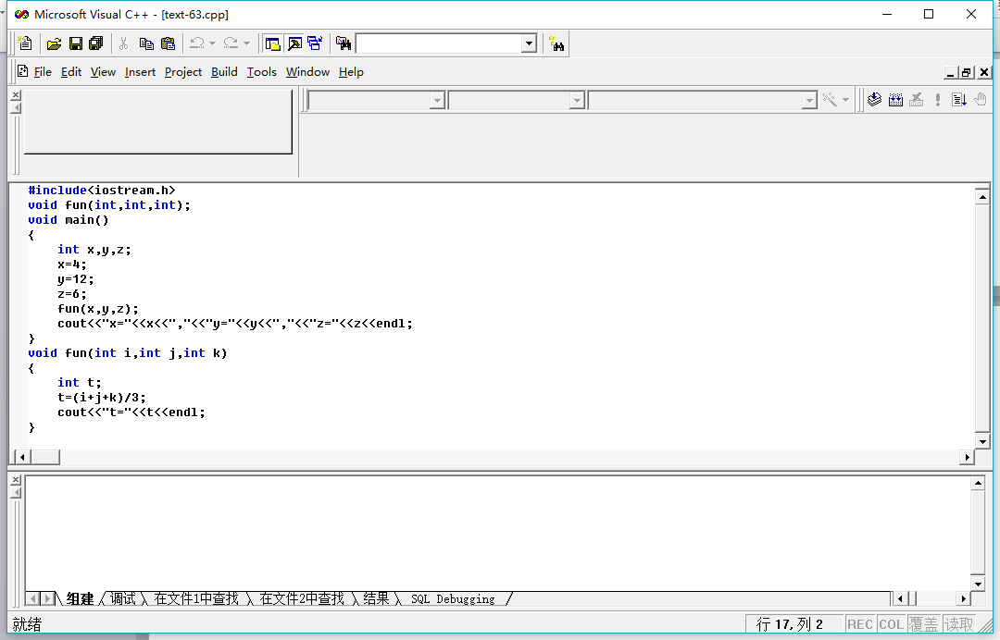 Microsoft Visual C++ - [text-63.cpp]
File Edit View Insert Project Build Tools Window Help
#include<iostream.h>
void fun(int,int,int);
void main()
{
    int x,y,z;
    x=4;
    y=12;
    z=6;
    fun(x,y,z);
    cout<<"x="<<x<<","<<"y="<<y<<","<<"z="<<z<<endl;
}
void fun(int i,int j,int k)
{
    int t;
    t=(i+j+k)/3;
    cout<<"t="<<t<<endl;
}
组建 调试 在文件1中查找 在文件2中查找 结果 SQL Debugging
就绪 行 17, 列 2 REC COL 覆盖 读取